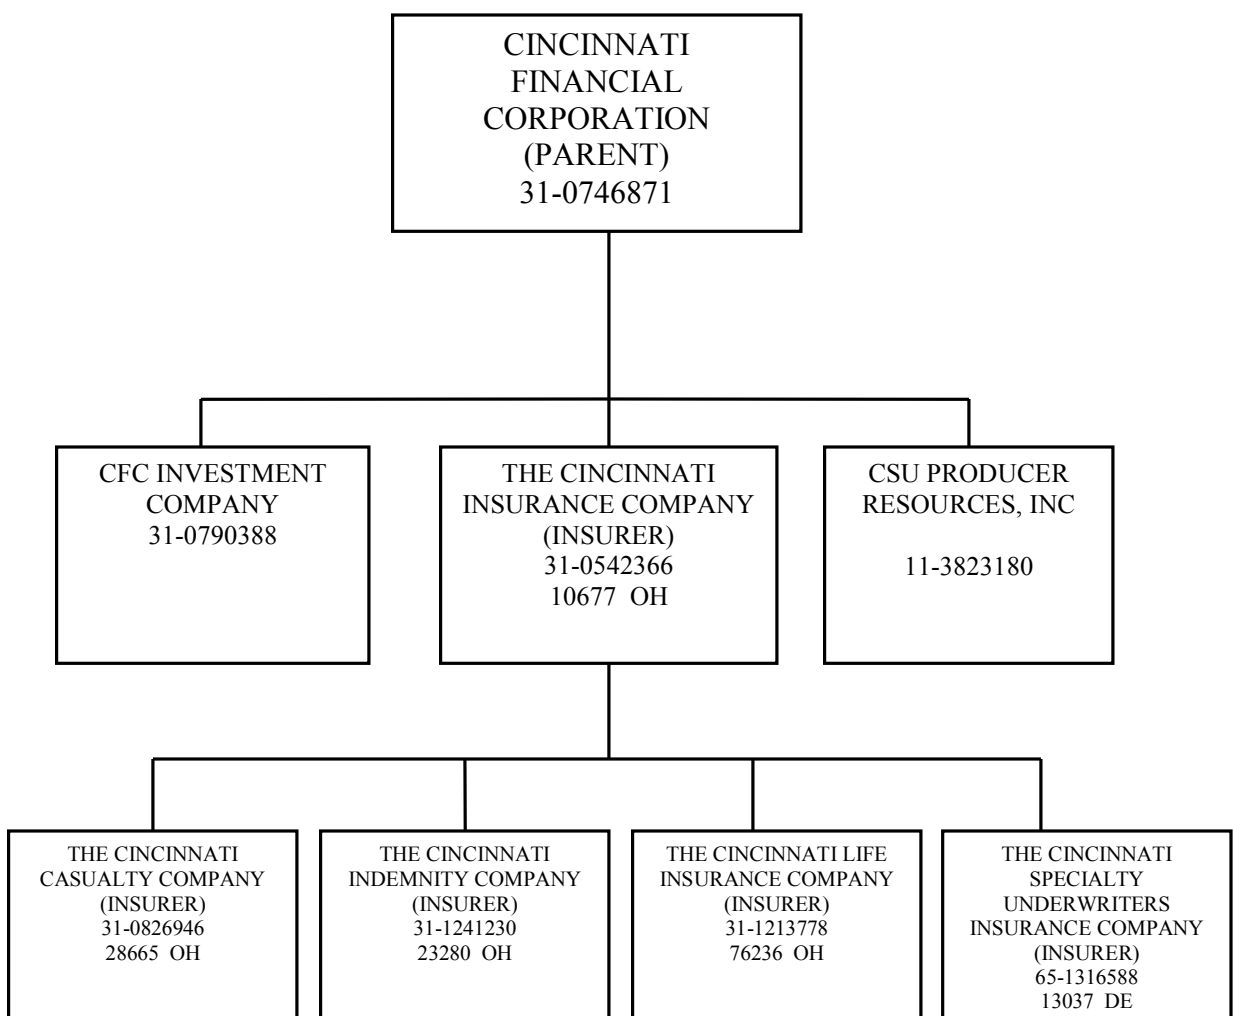 CINCINNATI
FINANCIAL
CORPORATION
(PARENT)
31-0746871
CFC INVESTMENT
COMPANY
31-0790388
THE CINCINNATI
INSURANCE COMPANY
(INSURER)
31-0542366
10677 OH
CSU PRODUCER
RESOURCES, INC
11-3823180
THE CINCINNATI
CASUALTY COMPANY
(INSURER)
31-0826946
28665 OH
THE CINCINNATI
INDEMNITY COMPANY
(INSURER)
31-1241230
23280 OH
THE CINCINNATI LIFE
INSURANCE COMPANY
(INSURER)
31-1213778
76236 OH
THE CINCINNATI
SPECIALTY
UNDERWRITERS
INSURANCE COMPANY
(INSURER)
65-1316588
13037 DE